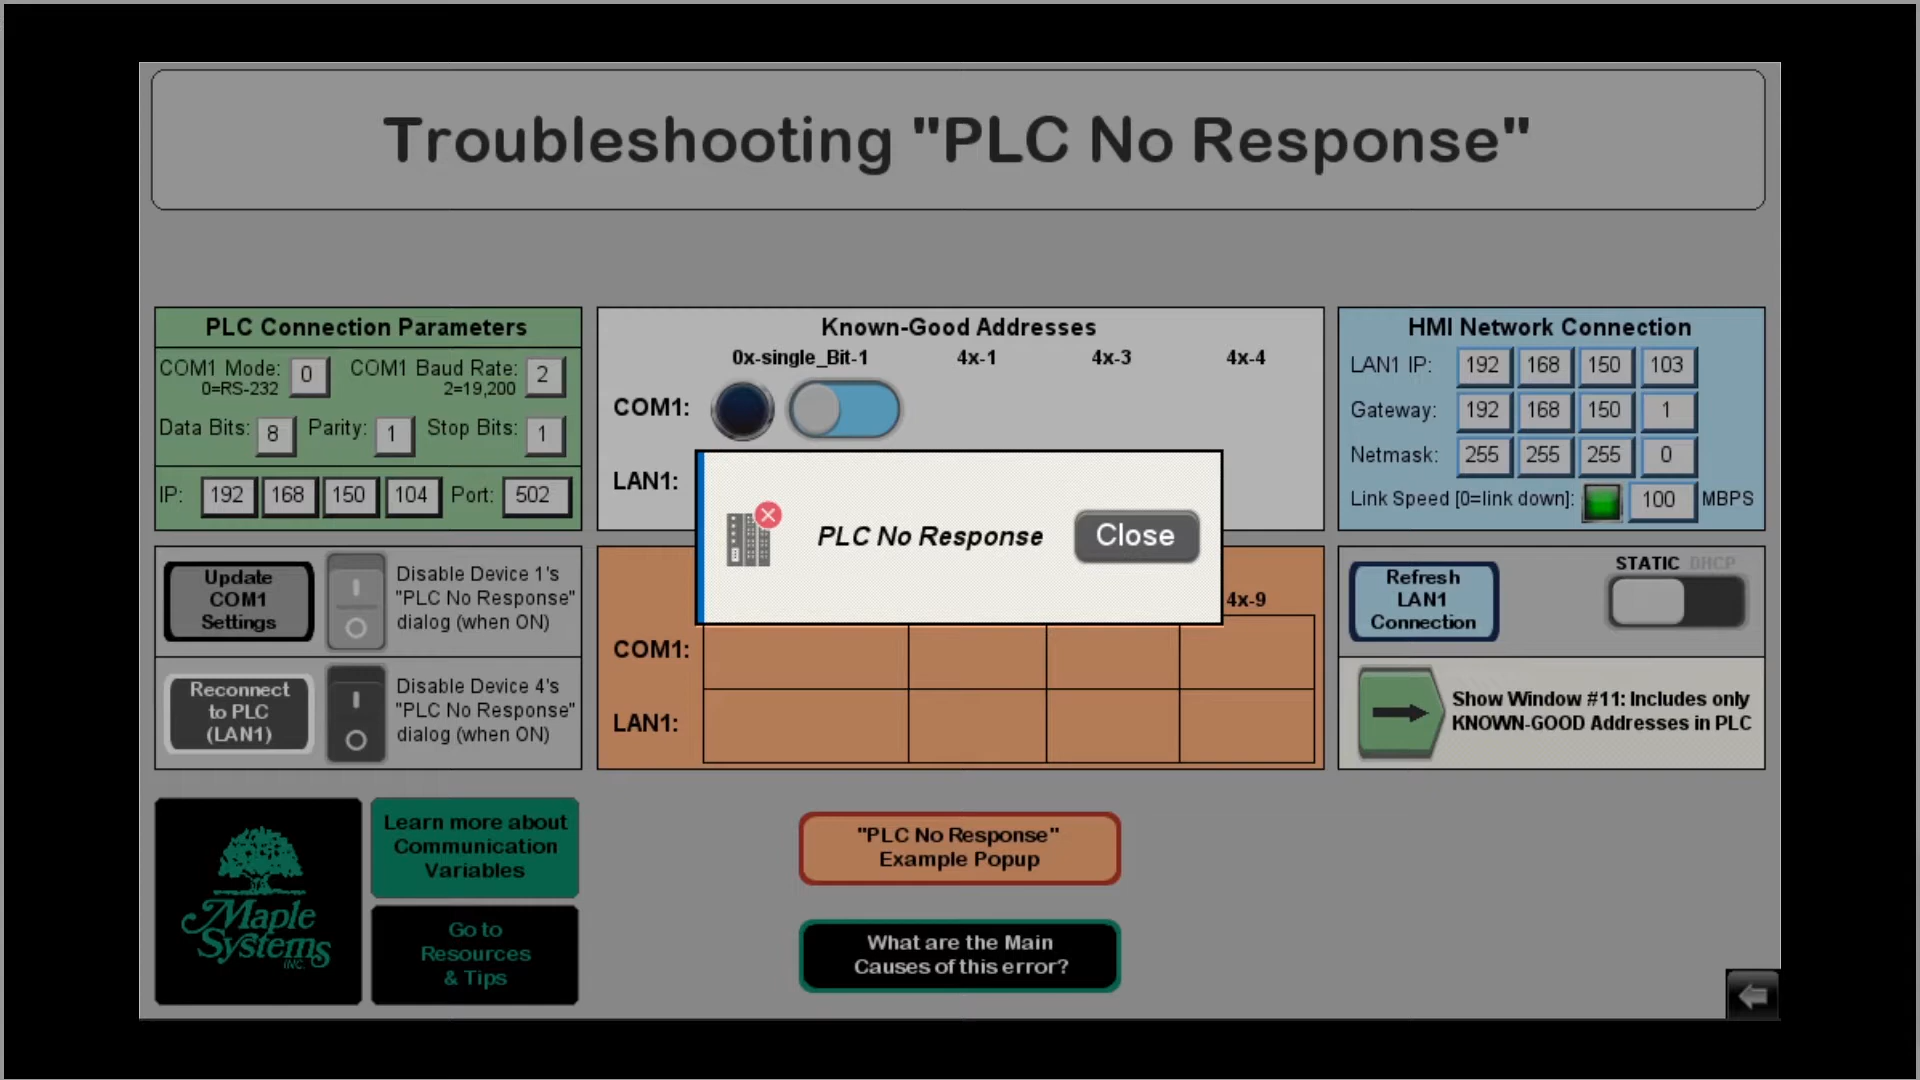 Troubleshooting "PLC No Response"
PLC Connection Parameters
COM1 Mode: 0
0=RS-232
COM1 Baud Rate: 2
2=19,200
Data Bits: 8 Parity: 1 Stop Bits: 1
IP: 192 168 150 104 Port: 502
Known-Good Addresses
0x-single_Bit-1 4x-1 4x-3 4x-4
COM1:
LAN1:
HMI Network Connection
LAN1 IP: 192 168 150 103
Gateway: 192 168 150 1
Netmask: 255 255 255 0
Link Speed [0=link down]: 100 MBPS
PLC No Response
Close
Update
COM1
Settings
Disable Device 1's
"PLC No Response"
dialog (when ON)
Reconnect
to PLC
(LAN1)
Disable Device 4's
"PLC No Response"
dialog (when ON)
4x-9
COM1:
LAN1:
Refresh
LAN1
Connection
STATIC DHCP
Show Window #11: Includes only
KNOWN-GOOD Addresses in PLC
Maple
Systems
INC.
Learn more about
Communication
Variables
Go to
Resources
& Tips
"PLC No Response"
Example Popup
What are the Main
Causes of this error?